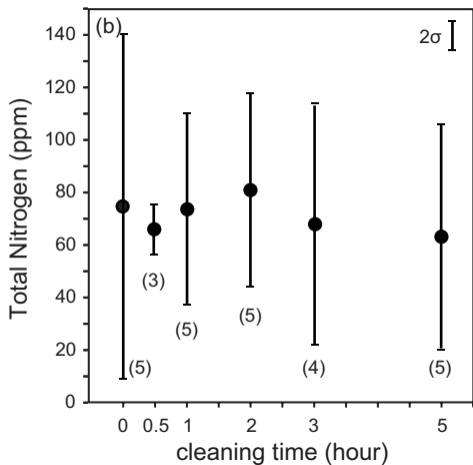 (b)
2σ
140
120
100
80
60
40
20
0
Total Nitrogen (ppm)
(5)
(3)
(5)
(5)
(4)
(5)
0 0.5 1 2 3 5
cleaning time (hour)